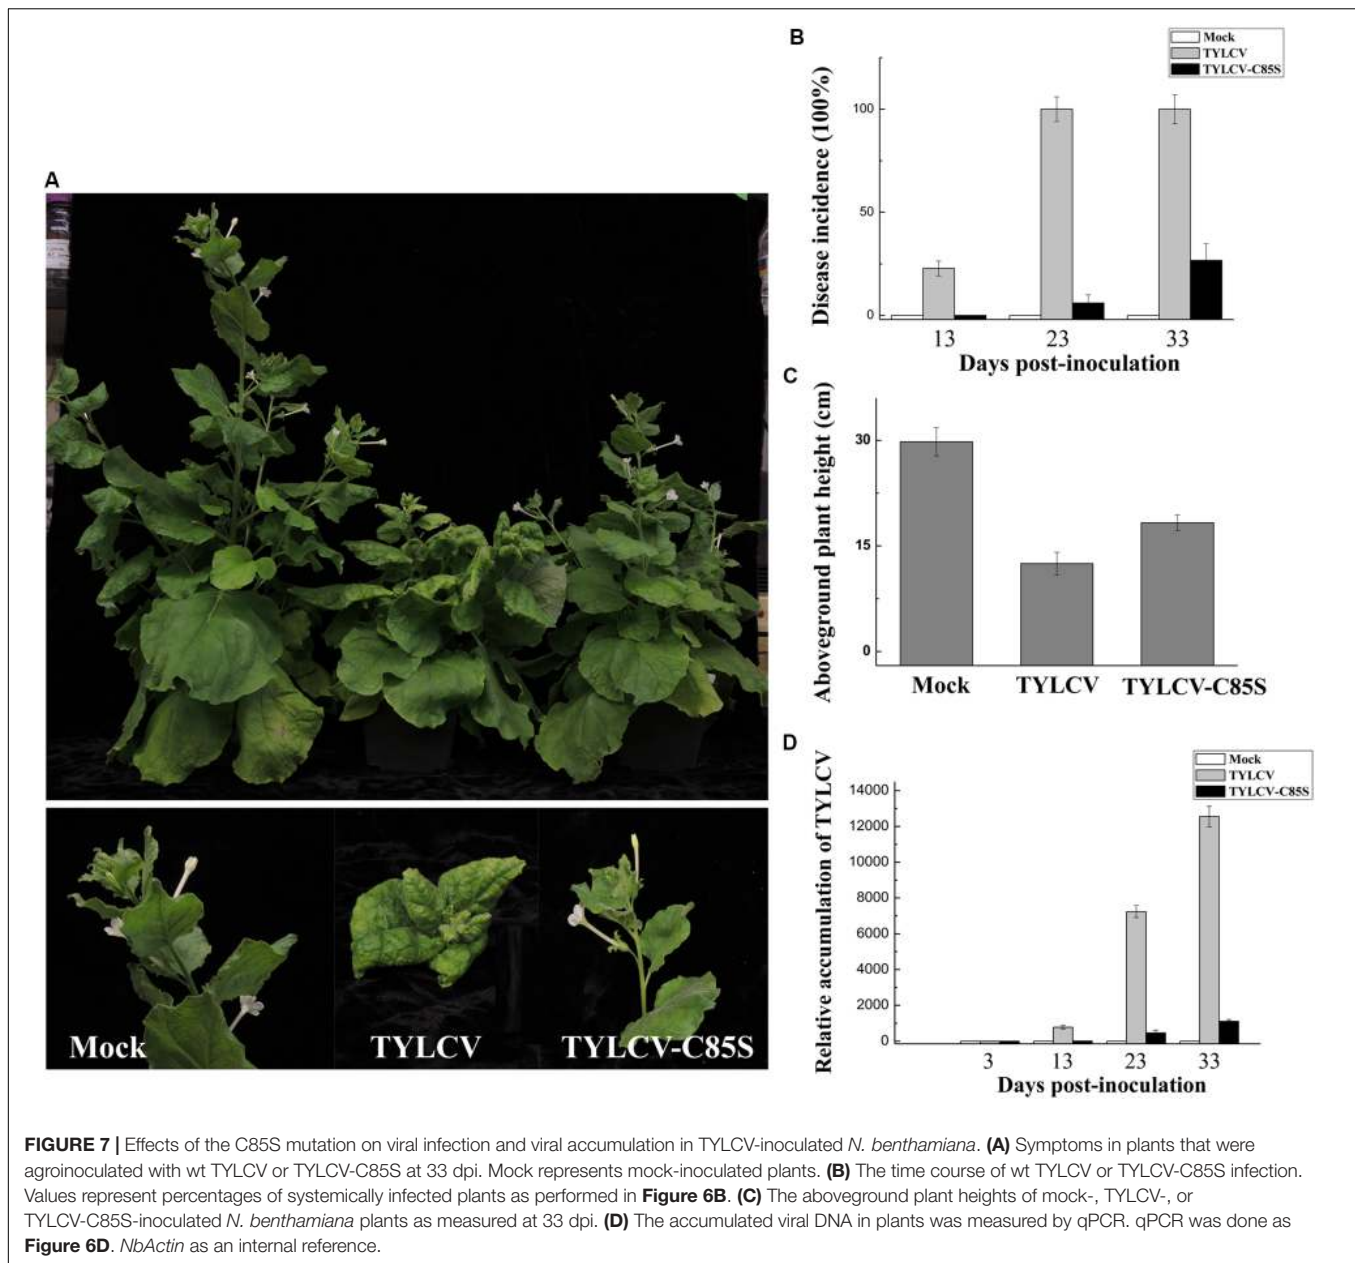 A
Mock
TYLCV
TYLCV-C85S
B
Mock
TYLCV
TYLCV-C85S
Disease incidence (100%)
100
50
0
13 23 33
Days post-inoculation
C
Aboveground plant height (cm)
30
15
0
Mock TYLCV TYLCV-C85S
D
Mock
TYLCV
TYLCV-C85S
Relative accumulation of TYLCV
14000
12000
10000
8000
6000
4000
2000
0
3 13 23 33
Days post-inoculation
FIGURE 7 | Effects of the C85S mutation on viral infection and viral accumulation in TYLCV-inoculated N. benthamiana. (A) Symptoms in plants that were
agroinoculated with wt TYLCV or TYLCV-C85S at 33 dpi. Mock represents mock-inoculated plants. (B) The time course of wt TYLCV or TYLCV-C85S infection.
Values represent percentages of systemically infected plants as performed in Figure 6B. (C) The aboveground plant heights of mock-, TYLCV-, or
TYLCV-C85S-inoculated N. benthamiana plants as measured at 33 dpi. (D) The accumulated viral DNA in plants was measured by qPCR. qPCR was done as
Figure 6D. NbActin as an internal reference.